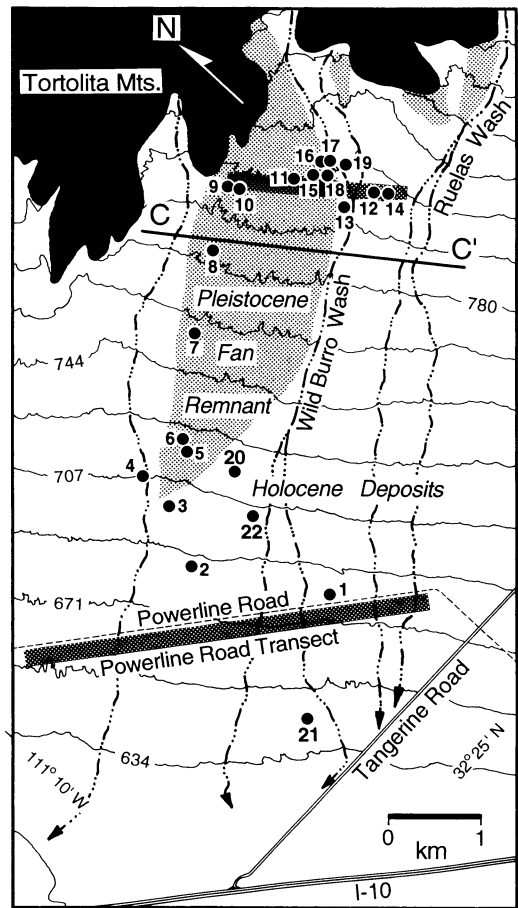 N
Tortolita Mts.
Ruelas Wash
16 17
19
11
15 18
9
10
12 14
13
C
C'
8
Pleistocene
780
Wild Burro Wash
7
Fan
744
Remnant
6
5
20
4
707
Holocene Deposits
3
22
2
1
671
Powerline Road
Powerline Road Transect
21
Tangerine Road
634
111° 10' W
32° 25' N
0 1
km
I-10